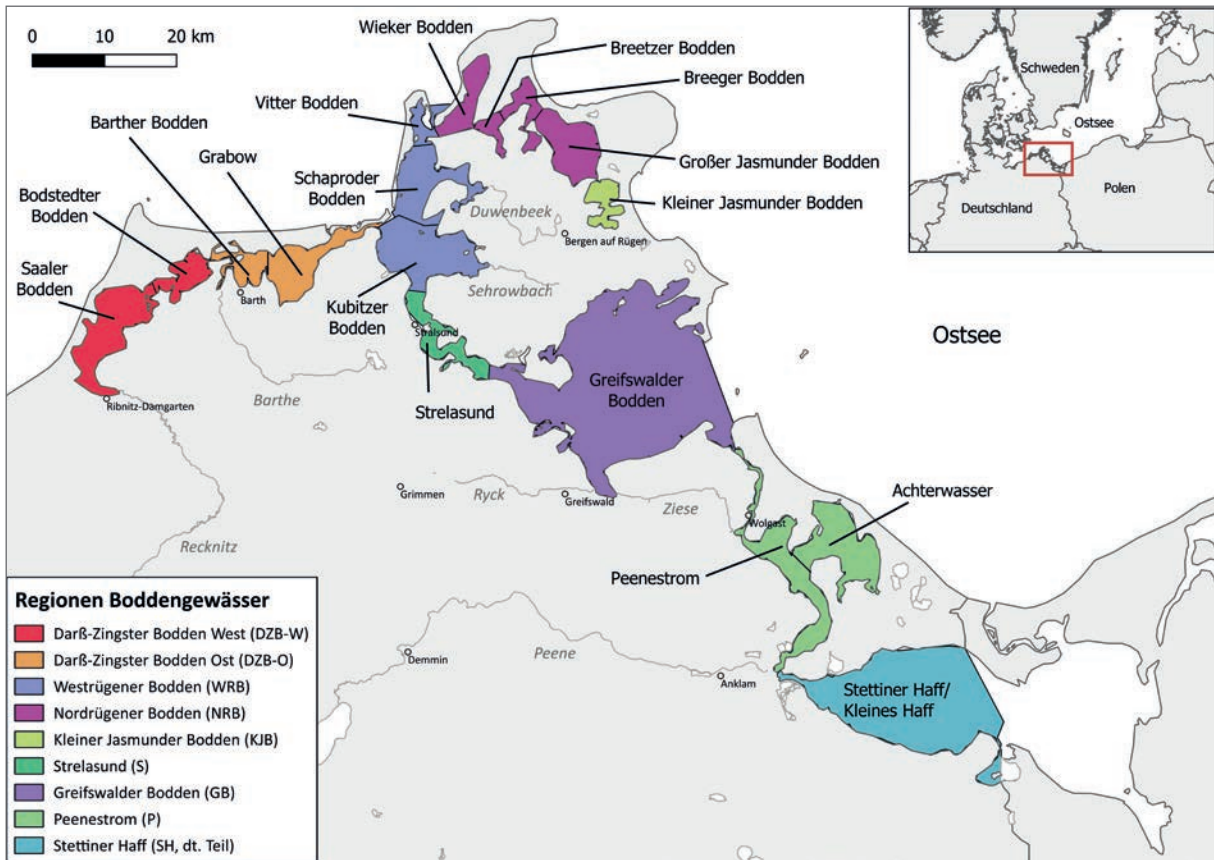 0 10 20 km
Wieker Bodden
Breetzer Bodden
Breeger Bodden
Vitter Bodden
Barther Bodden
Grabow
Großer Jasmunder Bodden
Schaproder
Bodden
Bodstedter
Bodden
Kleiner Jasmunder Bodden
Duwenbeek
Bergen auf Rügen
Saaler
Bodden
Barth
Kubitzer
Bodden
Sehrowbach
Stralsund
Ostsee
Greifswalder
Bodden
Ribnitz-Damgarten
Barthe
Strelasund
Grimmen
Ryck
Greifswald
Ziese
Achterwasser
Wolgast
Recknitz
Peenestrom
Demmin
Peene
Anklam
Stettiner Haff/
Kleines Haff
Schweden
Ostsee
Polen
Deutschland
Regionen Boddengewässer
Darß-Zingster Bodden West (DZB-W)
Darß-Zingster Bodden Ost (DZB-O)
Westrügener Bodden (WRB)
Nordrügener Bodden (NRB)
Kleiner Jasmunder Bodden (KJB)
Strelasund (S)
Greifswalder Bodden (GB)
Peenestrom (P)
Stettiner Haff (SH, dt. Teil)